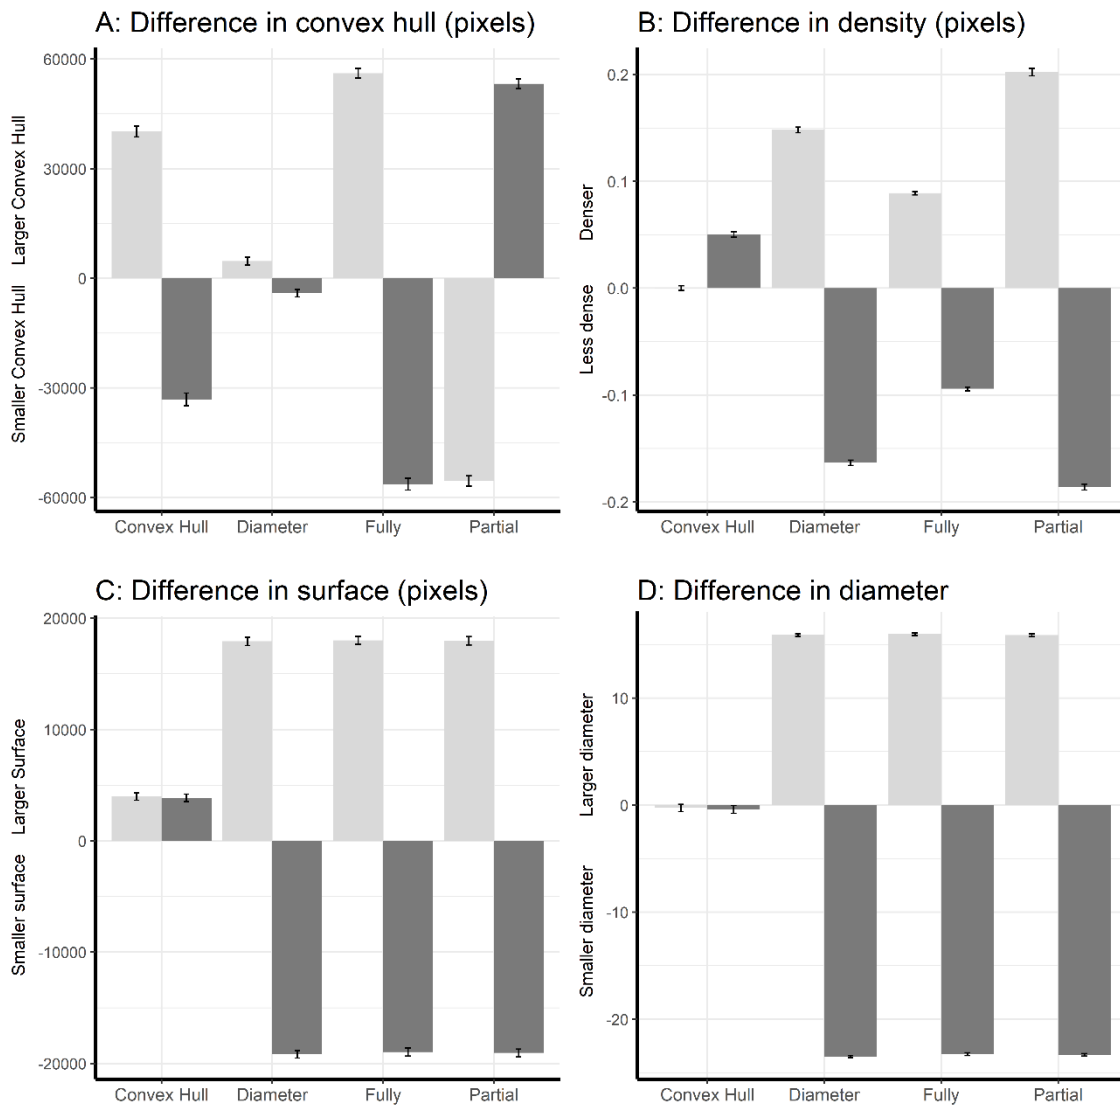 A: Difference in convex hull (pixels)
Larger Convex Hull
Smaller Convex Hull
60000
30000
0
-30000
-60000
Convex Hull Diameter Fully Partial
B: Difference in density (pixels)
Denser
Less dense
0.2
0.1
0.0
-0.1
-0.2
Convex Hull Diameter Fully Partial
C: Difference in surface (pixels)
Larger Surface
Smaller surface
20000
10000
0
-10000
-20000
Convex Hull Diameter Fully Partial
D: Difference in diameter
Larger diameter
Smaller diameter
10
0
-10
-20
Convex Hull Diameter Fully Partial